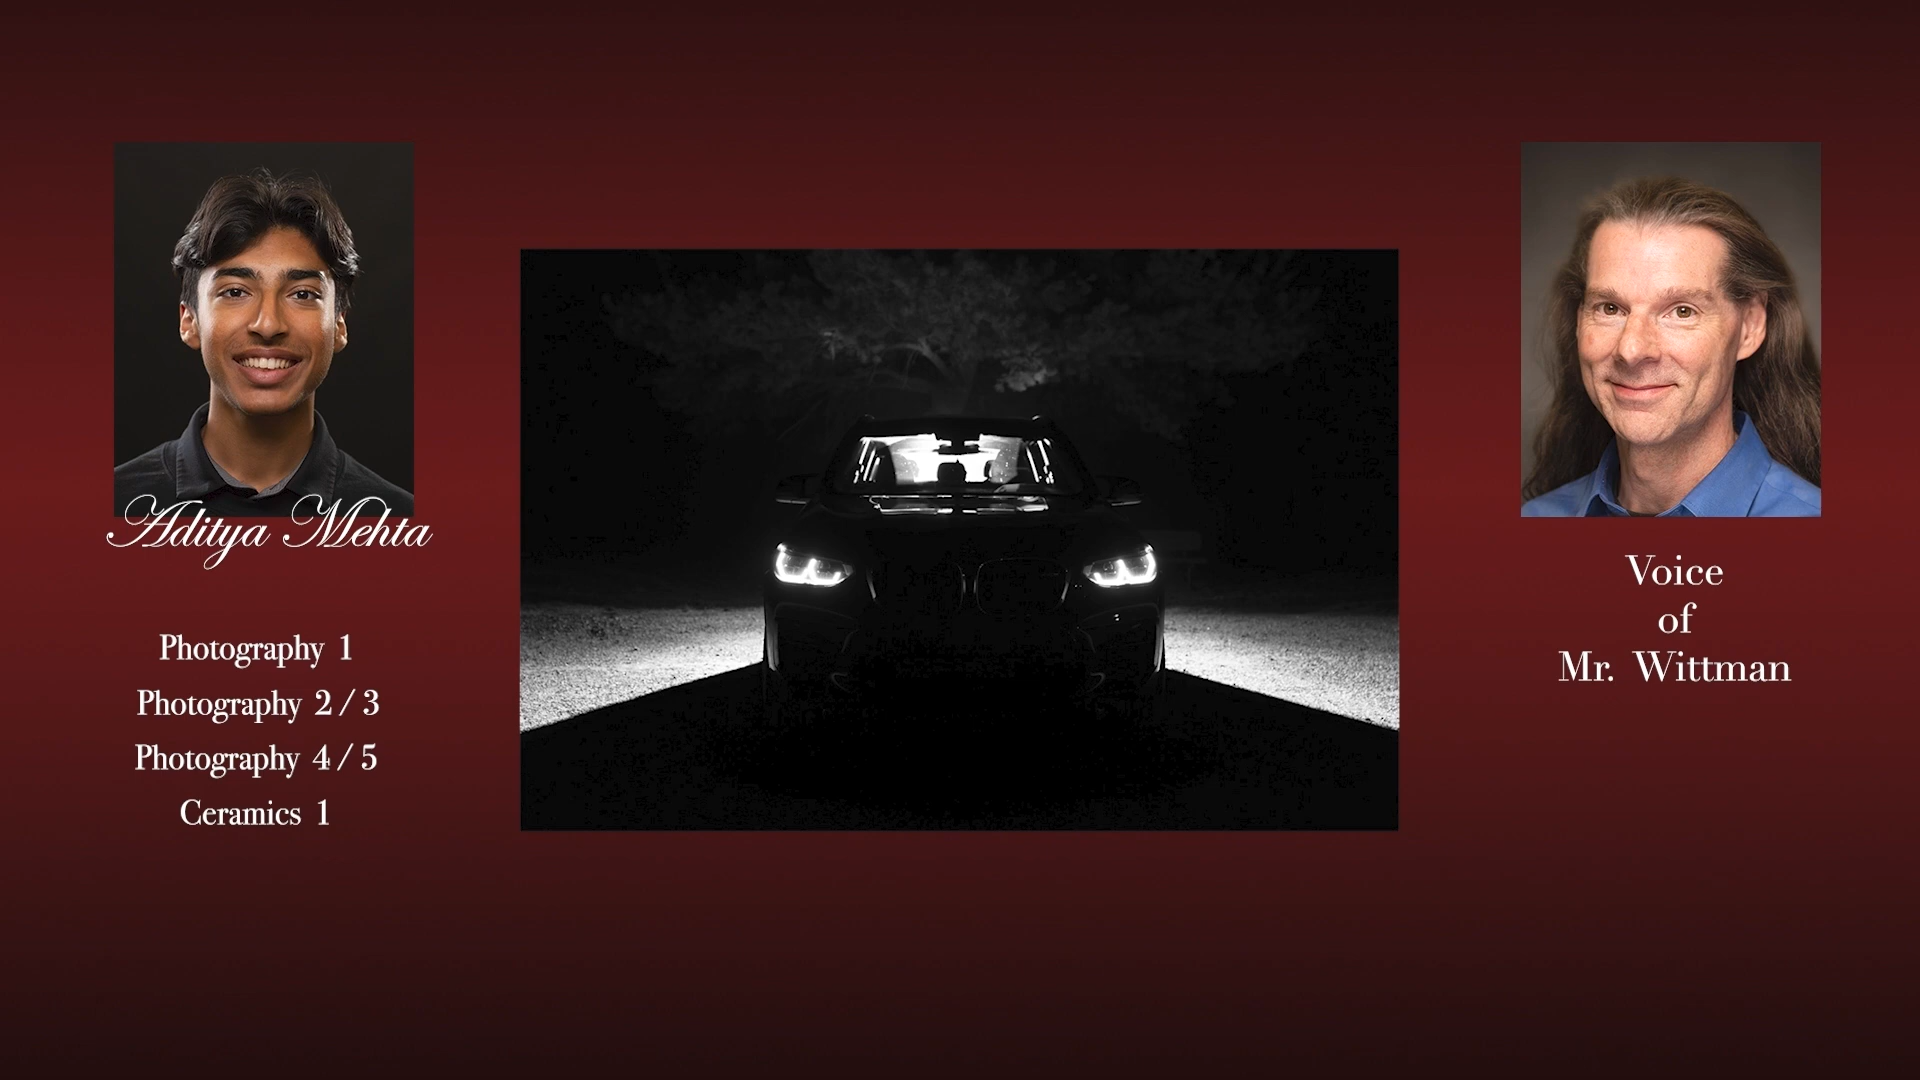 Aditya Mehta
Photography 1
Photography 2 / 3
Photography 4 / 5
Ceramics 1
Voice
of
Mr. Wittman